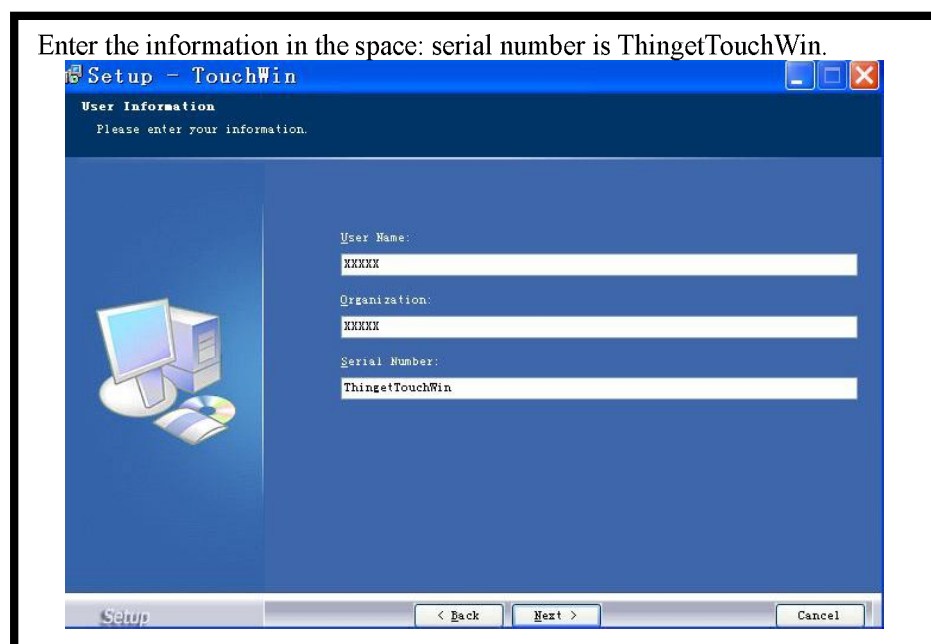 Enter the information in the space: serial number is ThingetTouchWin.
Setup - TouchWin
User Information
Please enter your information.
User Name:
XXXXX
Organization:
XXXXX
Serial Number:
ThingetTouchWin
Setup
< Back Next > Cancel